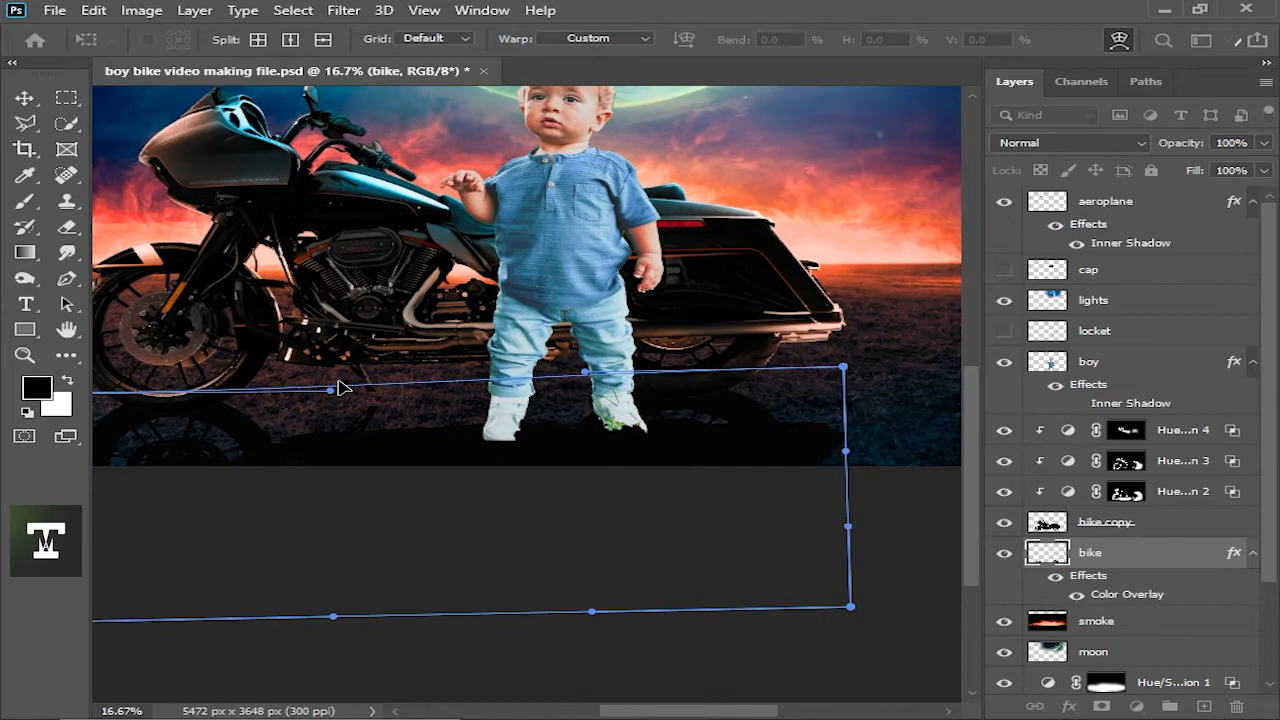 Ps File Edit Image Layer Type Select Filter 3D View Window Help
Split: Grid: Default Warp: Custom Bend: 0.0 % H: 0.0 % V: 0.0 %
boy bike video making file.psd @ 16.7% (bike, RGB/8*) *
Layers Channels Paths
Kind
Normal Opacity: 100%
Lock: Fill: 100%
aeroplane fx
Effects
Inner Shadow
cap
lights
locket
boy fx
Effects
Inner Shadow
Hue...n 4
Hue...n 3
Hue...n 2
bike copy
bike fx
Effects
Color Overlay
smoke
moon
Hue/S...ion 1
16.67% 5472 px x 3648 px (300 ppi)